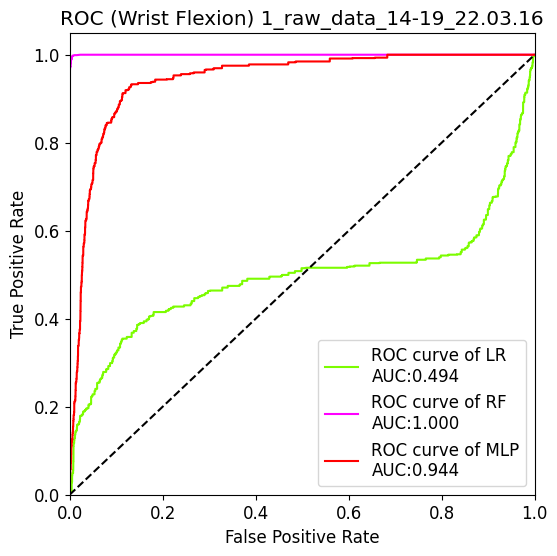 ROC (Wrist Flexion) 1_raw_data_14-19_22.03.16
1.0
0.8
0.6
0.4
0.2
0.0
True Positive Rate
ROC curve of LR
AUC:0.494
ROC curve of RF
AUC:1.000
ROC curve of MLP
AUC:0.944
0.0 0.2 0.4 0.6 0.8 1.0
False Positive Rate